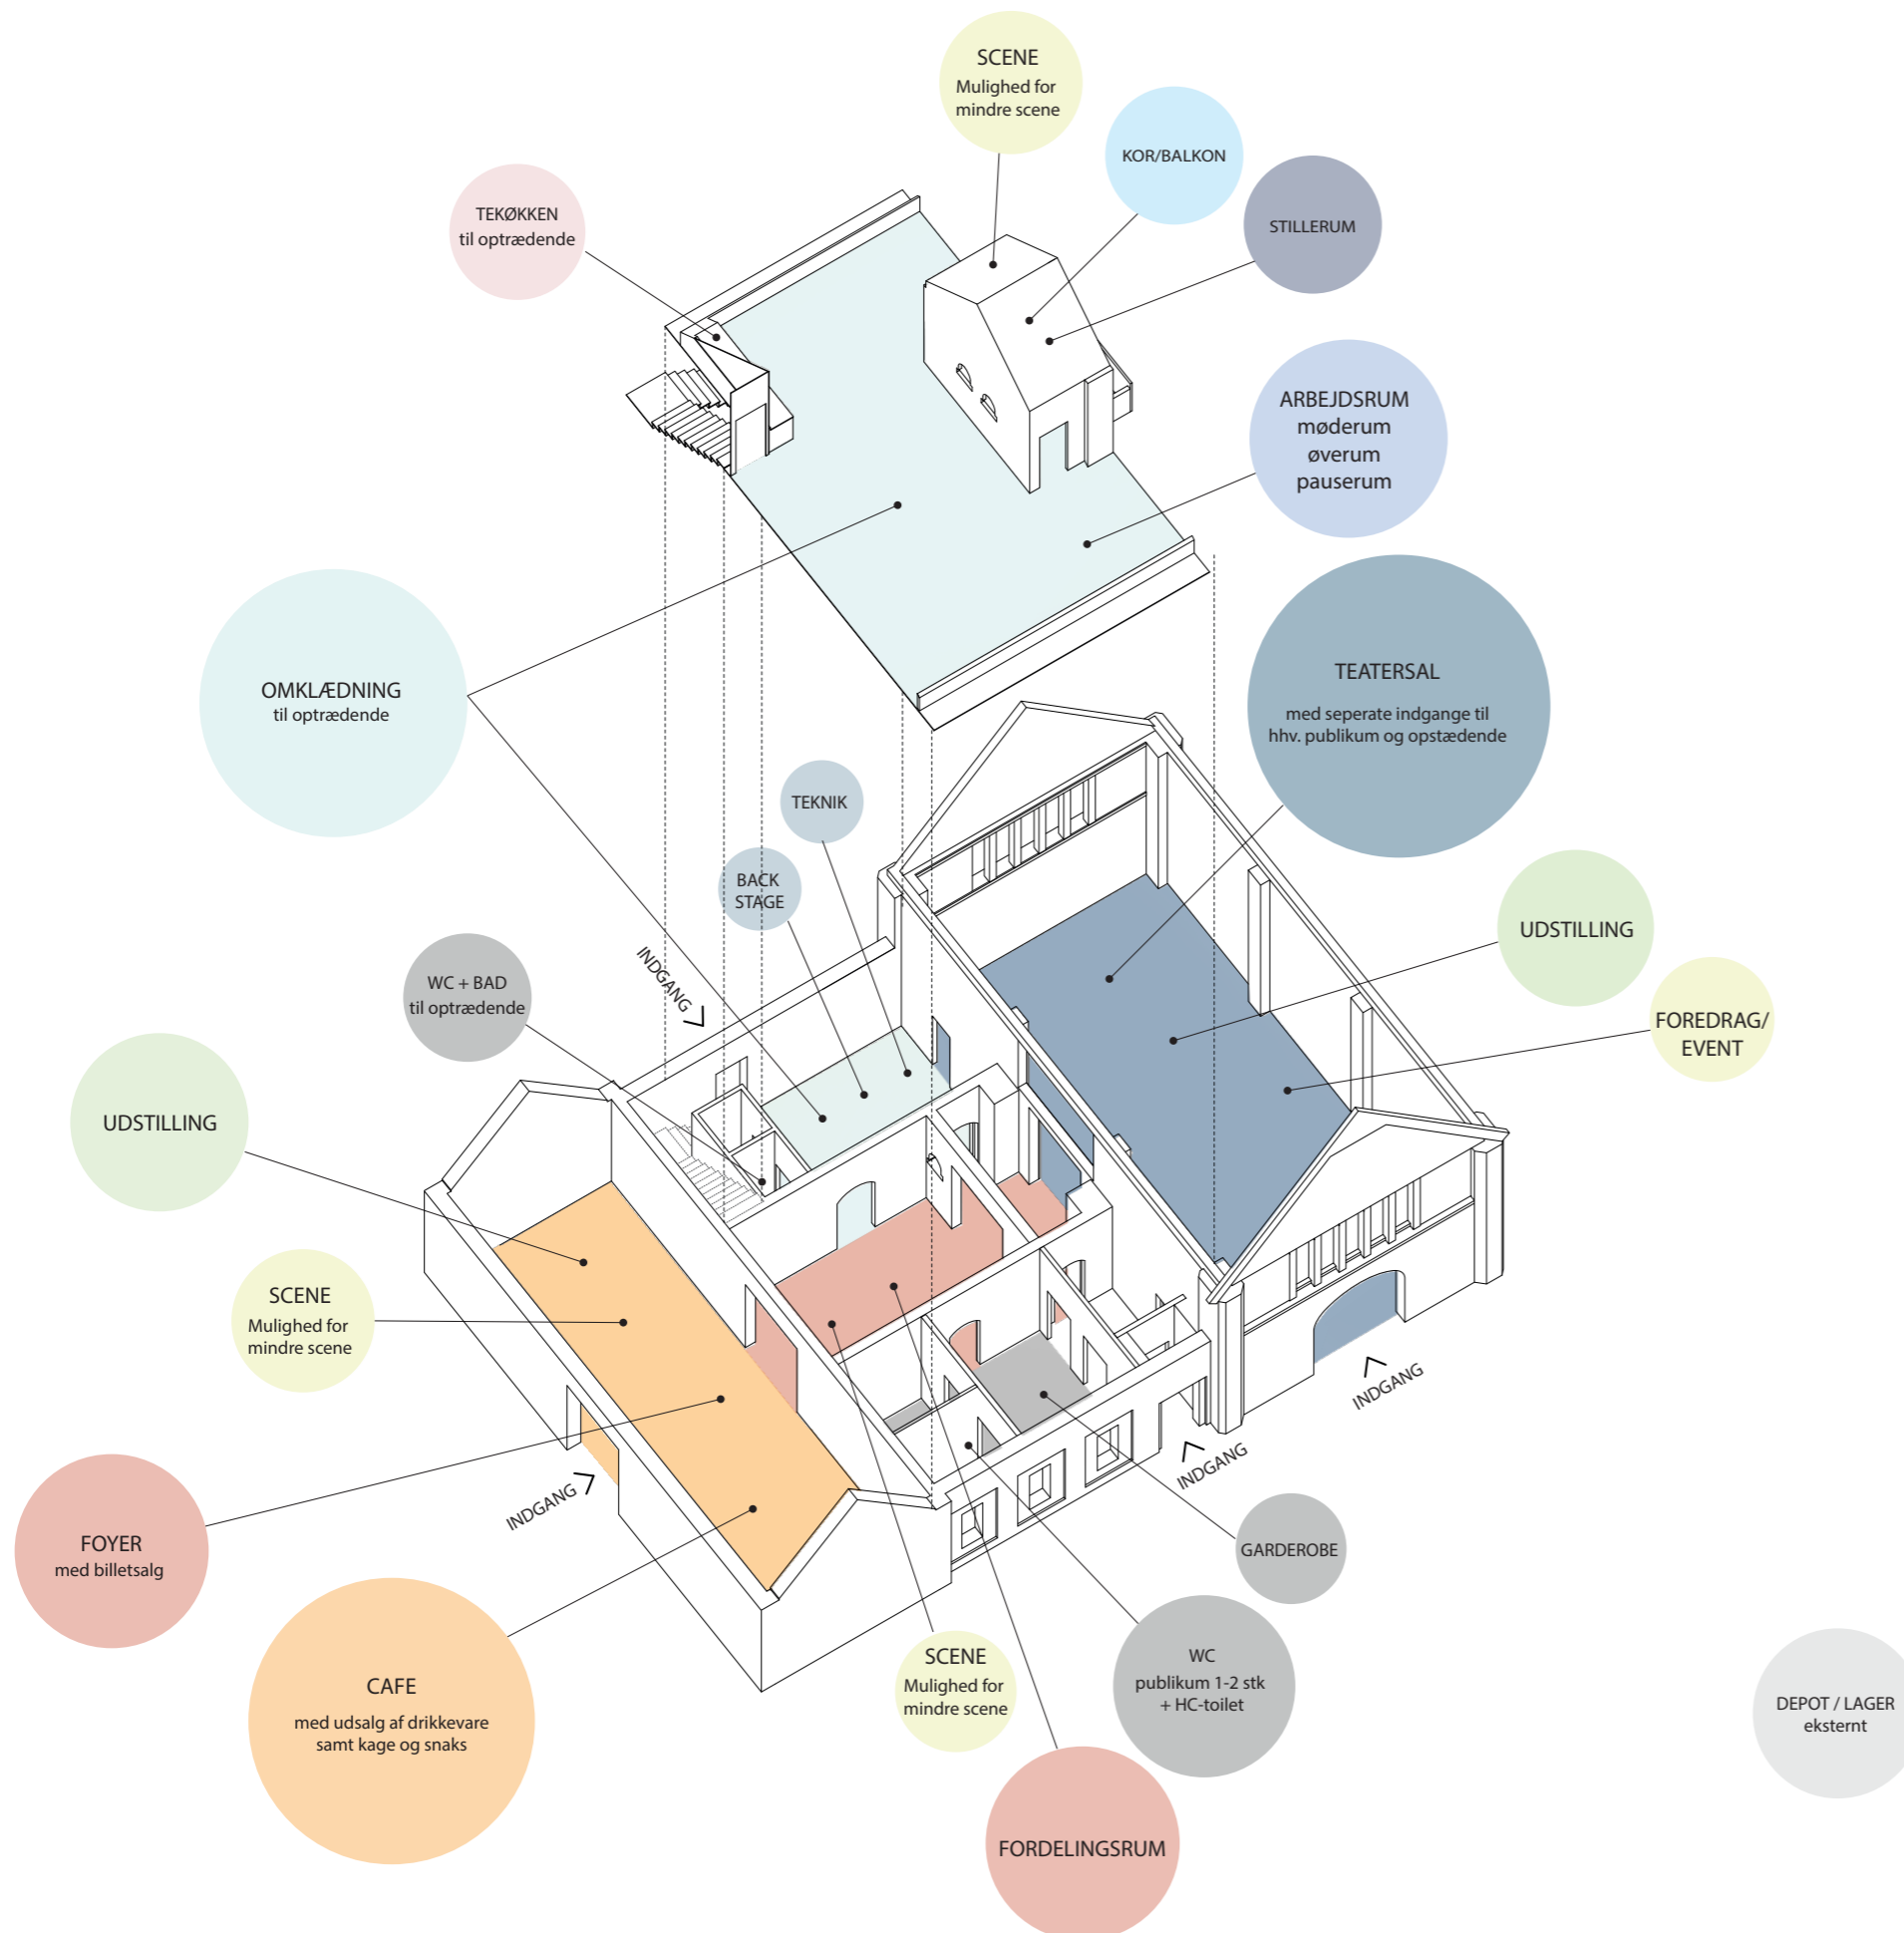 SCENE
Mulighed for
mindre scene
KOR/BALKON
TEKØKKEN
til optrædende
STILLERUM
ARBEJDSRUM
møderum
øverum
pauserum
OMKLÆDNING
til optrædende
TEATERSAL
med seperate indgange til
hhv. publikum og opstædende
TEKNIK
BACK
STAGE
UDSTILLING
INDGANG
WC + BAD
til optrædende
FOREDRAG/
EVENT
UDSTILLING
SCENE
Mulighed for
mindre scene
INDGANG
INDGANG
INDGANG
FOYER
med billetsalg
GARDEROBE
CAFE
med udsalg af drikkevare
samt kage og snaks
SCENE
Mulighed for
mindre scene
WC
publikum 1-2 stk
+ HC-toilet
DEPOT / LAGER
eksternt
FORDELINGSRUM